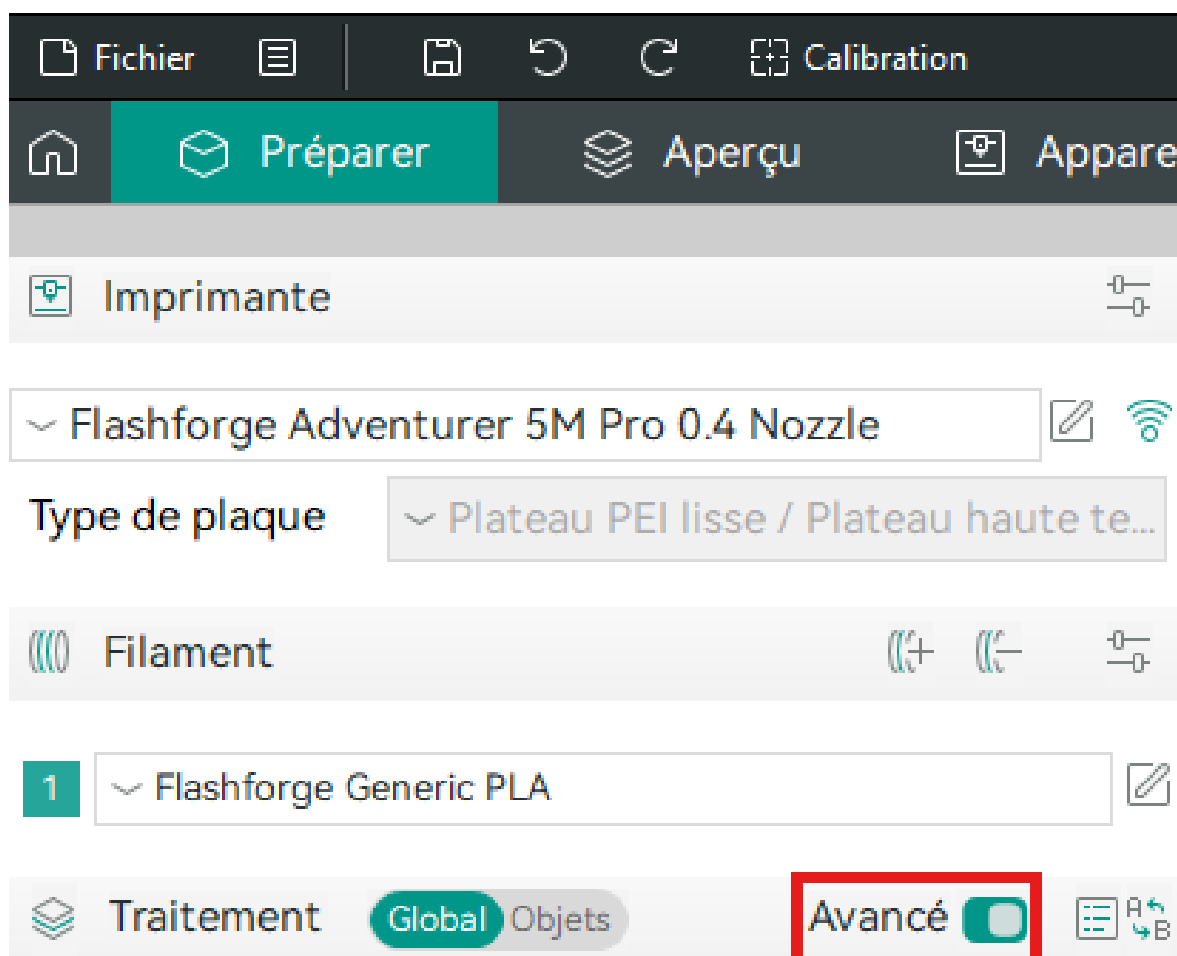 Fichier Calibration
Préparer Aperçu Appare
Imprimante
Flashforge Adventurer 5M Pro 0.4 Nozzle
Type de plaque Plateau PEI lisse / Plateau haute te...
Filament
1 Flashforge Generic PLA
Traitement Global Objets Avancé A B